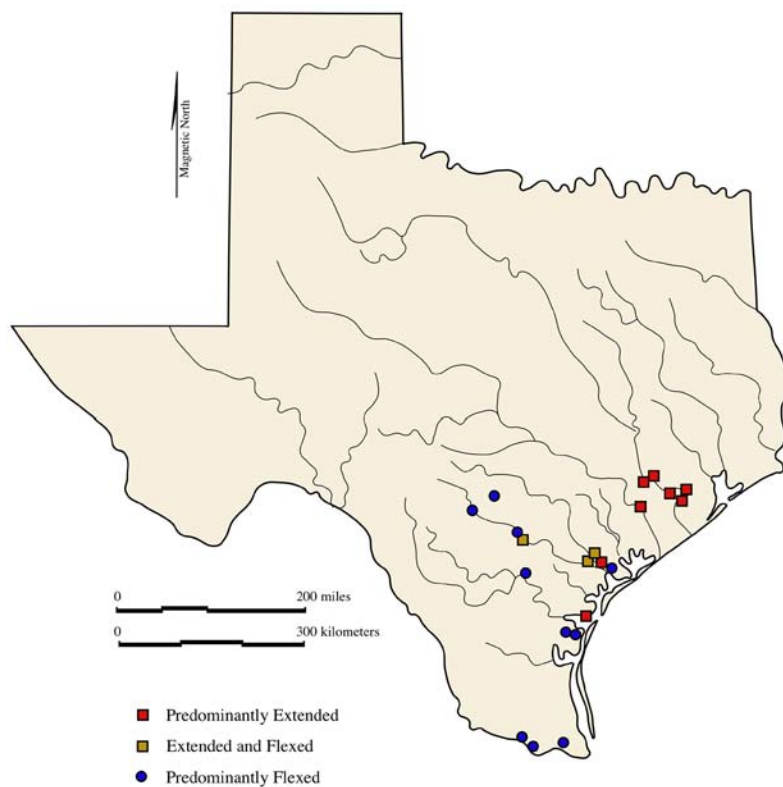 Magnetic North
0
200 miles
0
300 kilometers
Predominantly Extended
Extended and Flexed
Predominantly Flexed